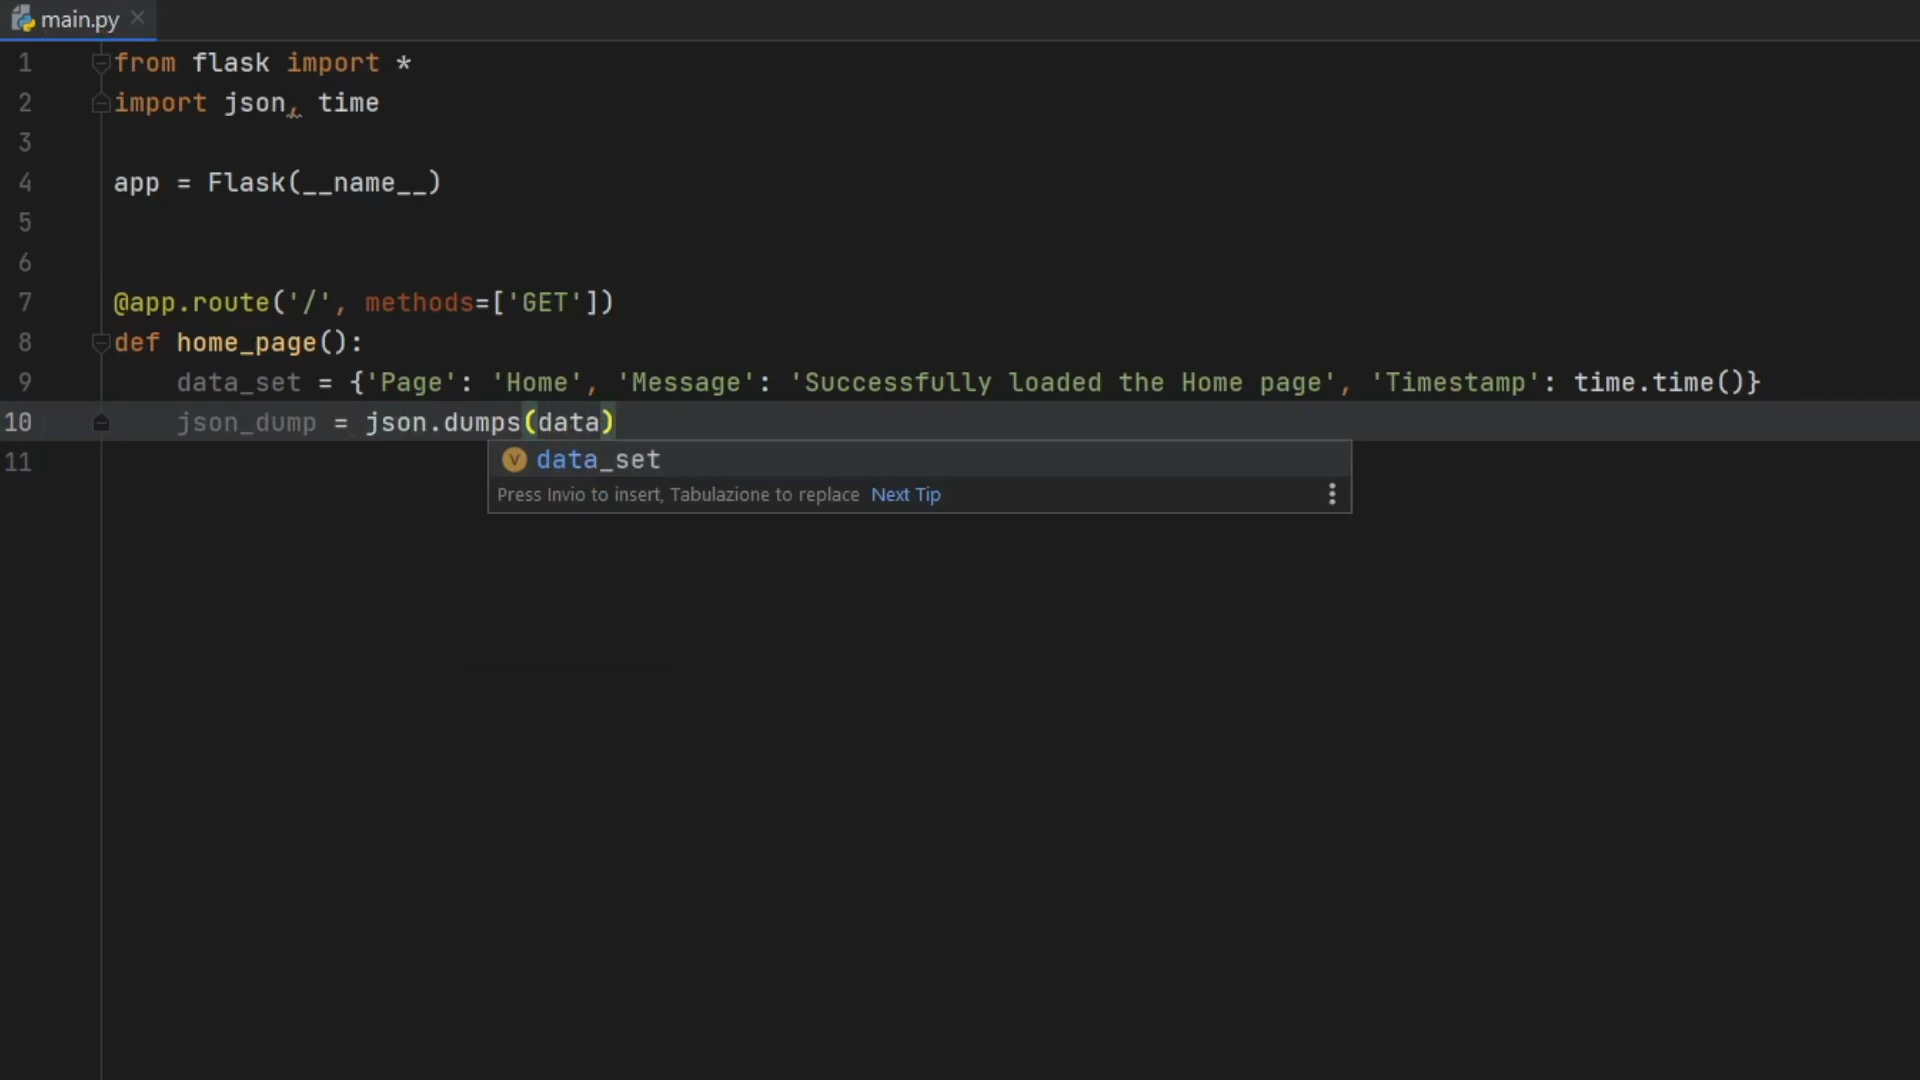 main.py
1 from flask import *
2 import json, time
3
4 app = Flask(__name__)
5
6
7 @app.route('/', methods=['GET'])
8 def home_page():
9     data_set = {'Page': 'Home', 'Message': 'Successfully loaded the Home page', 'Timestamp': time.time()}
10     json_dump = json.dumps(data)
data_set
Press Invio to insert, Tabulazione to replace Next Tip
11